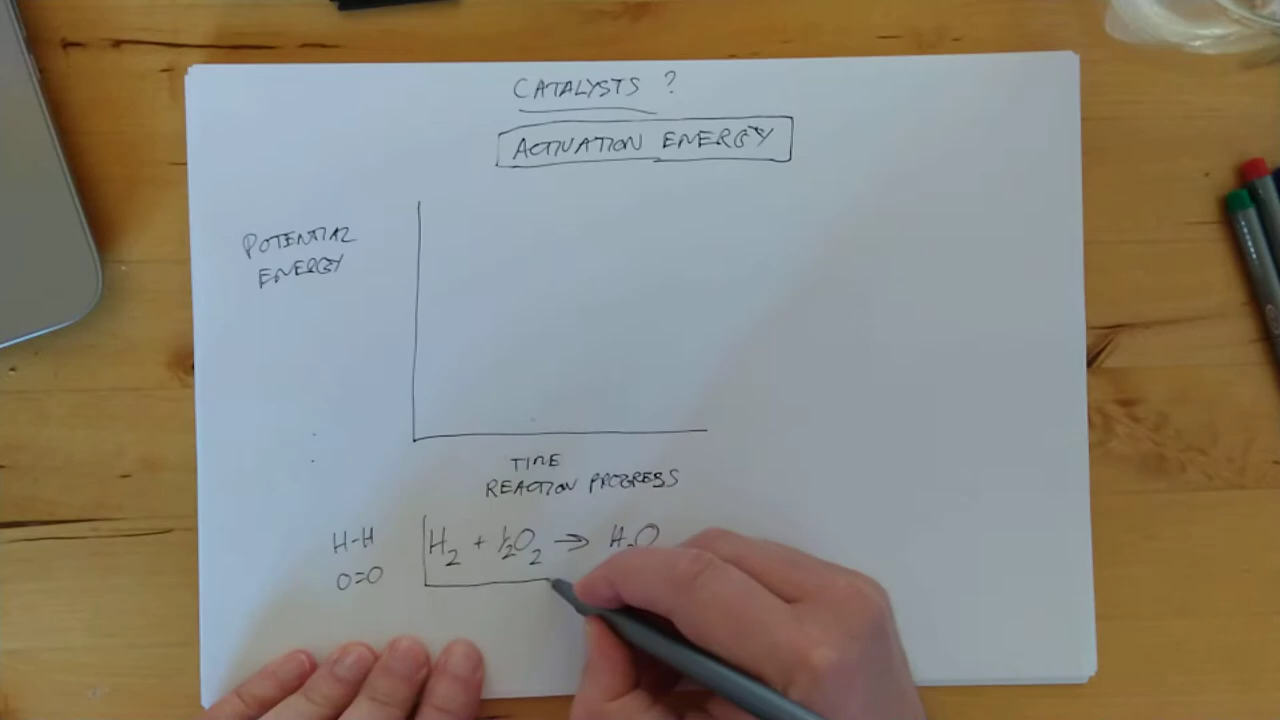 CATALYSTS ?
ACTIVATION ENERGY
POTENTIAL
ENERGY
TIME
REACTION PROGRESS
H-H
H₂ + ½O₂ → H₂O
O=O